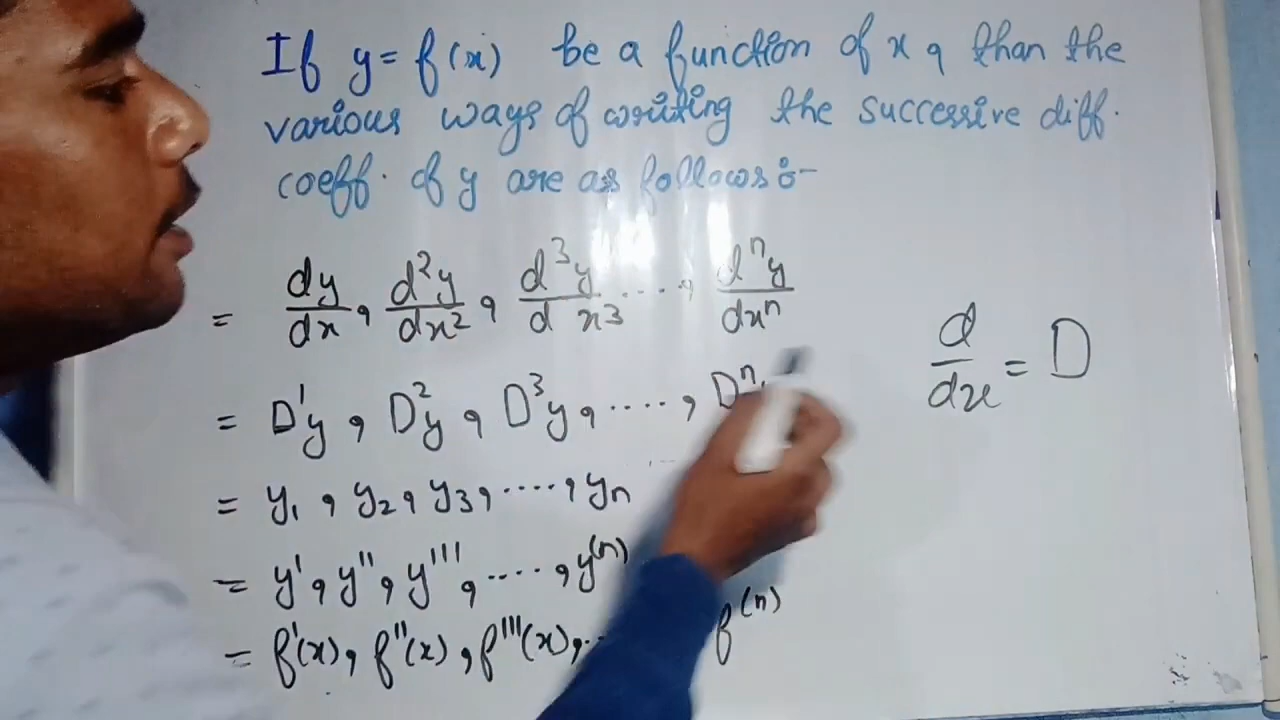 If y = f(x) be a function of x , than the
various ways of writing the successive diff.
coeff. of y are as follows :-
= dy/dx , d²y/dx² , d³y/d x³ ...., dⁿy/dxⁿ
d/dx = D
= D¹y , D²y , D³y , ...., Dⁿ
= y₁ , y₂ , y₃ , ...., yₙ
= y' , y'' , y''' , ...., y⁽ⁿ⁾
= f'(x) , f''(x) , f'''(x) , .. f⁽ⁿ⁾